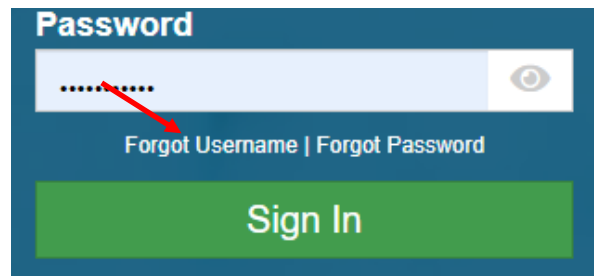 Password
...........
Forgot Username | Forgot Password
Sign In